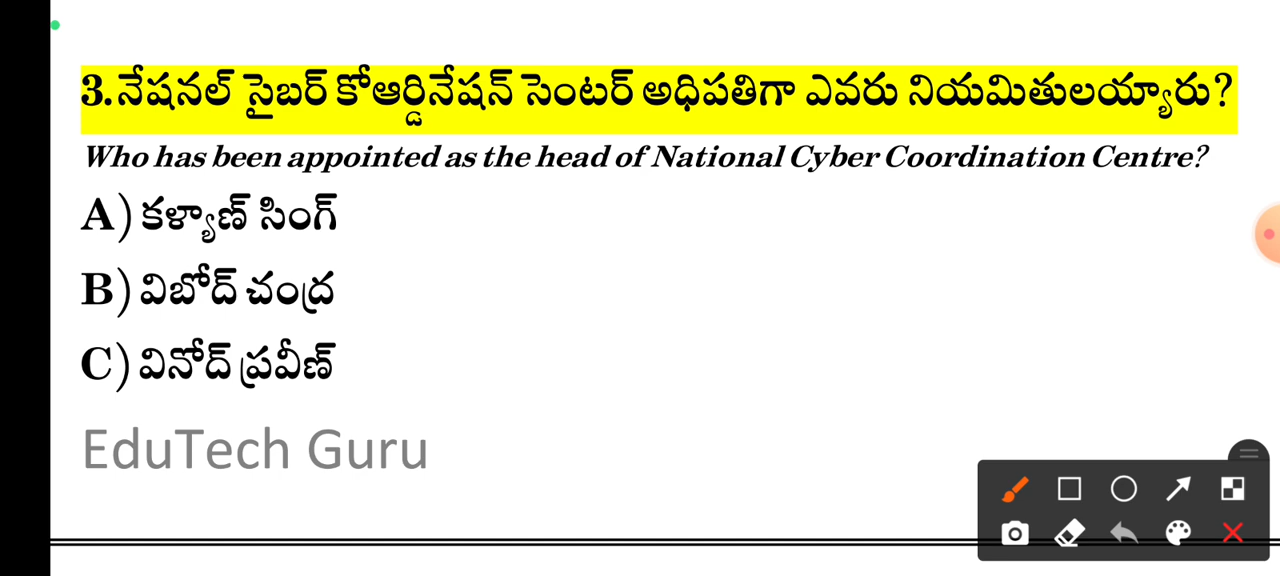 3.నేషనల్ సైబర్ కోఆర్డినేషన్ సెంటర్ అధిపతిగా ఎవరు నియమితులయ్యారు?
Who has been appointed as the head of National Cyber Coordination Centre?
A) కళ్యాణ్ సింగ్
B) విబోద్ చంద్ర
C) వినోద్ ప్రవీణ్
EduTech Guru